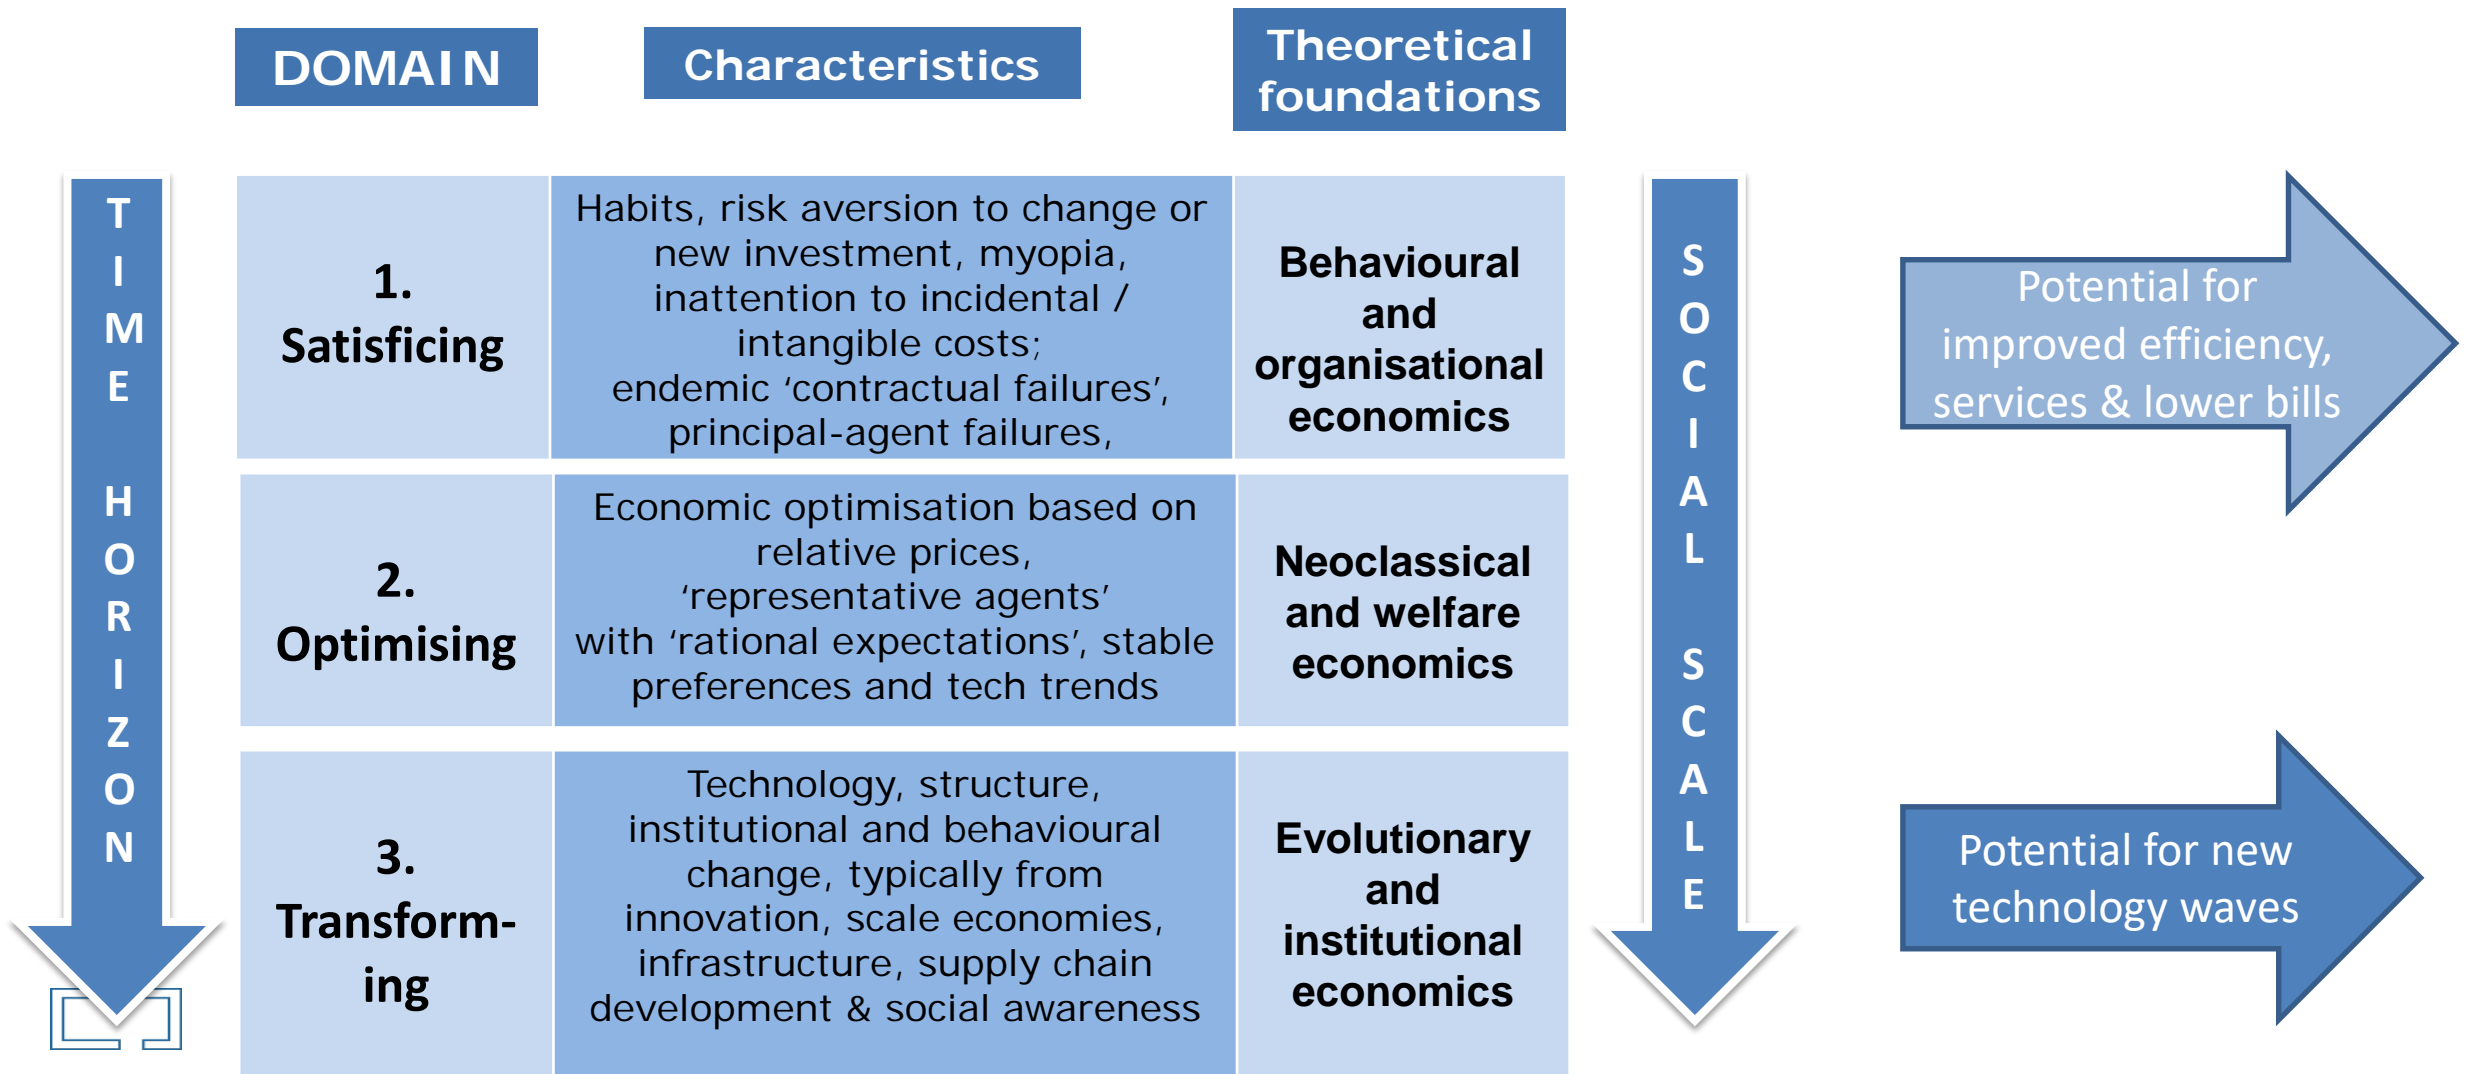 DOMAIN
Characteristics
Theoretical
foundations
TIME HORIZON
1.
Satisficing
Habits, risk aversion to change or
new investment, myopia,
inattention to incidental /
intangible costs;
endemic ‘contractual failures’,
principal-agent failures,
Behavioural
and
organisational
economics
2.
Optimising
Economic optimisation based on
relative prices,
‘representative agents’
with ‘rational expectations’, stable
preferences and tech trends
Neoclassical
and welfare
economics
3.
Transform-
ing
Technology, structure,
institutional and behavioural
change, typically from
innovation, scale economies,
infrastructure, supply chain
development & social awareness
Evolutionary
and
institutional
economics
SOCIAL SCALE
Potential for
improved efficiency,
services & lower bills
Potential for new
technology waves